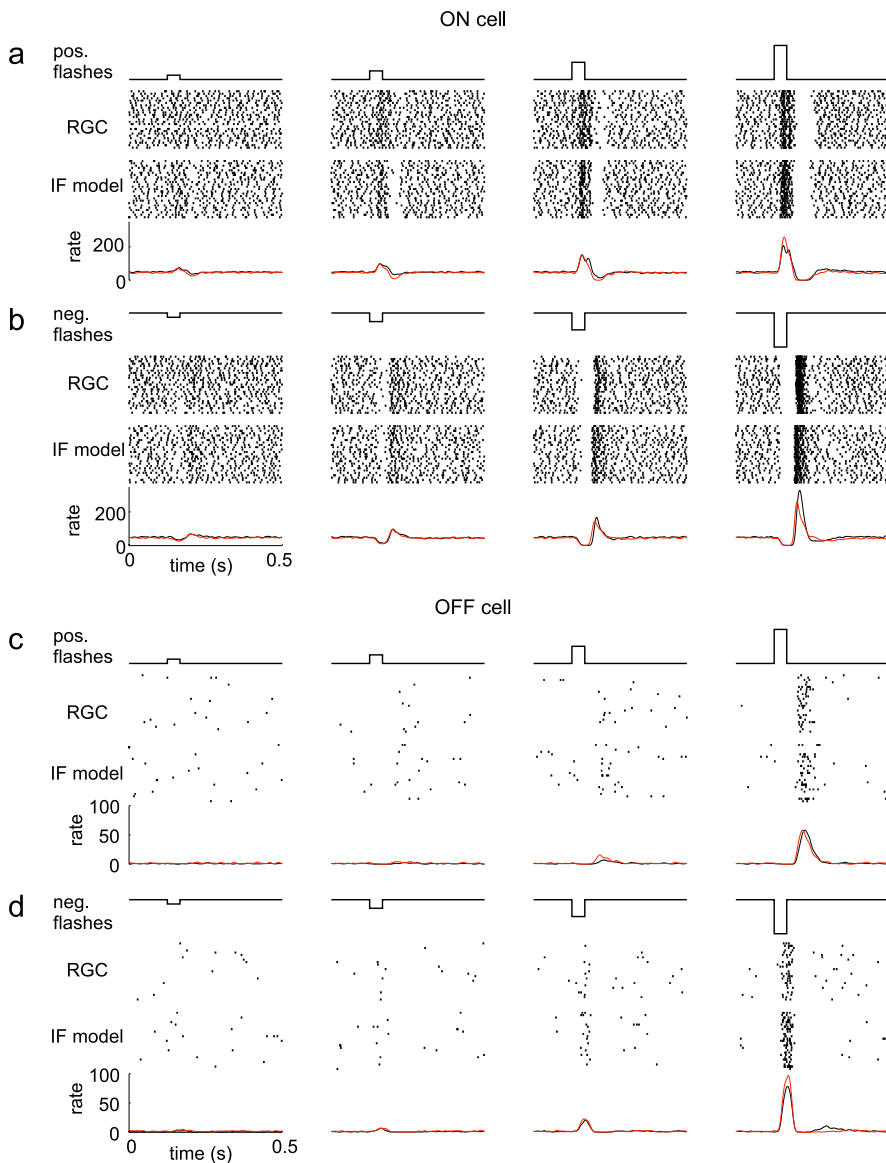 ON cell
a
pos.
flashes
RGC
IF model
rate
200
0
b
neg.
flashes
RGC
IF model
rate
200
0
0
0.5
time (s)
OFF cell
c
pos.
flashes
RGC
IF model
rate
100
50
0
d
neg.
flashes
RGC
IF model
rate
100
50
0
0
0.5
time (s)